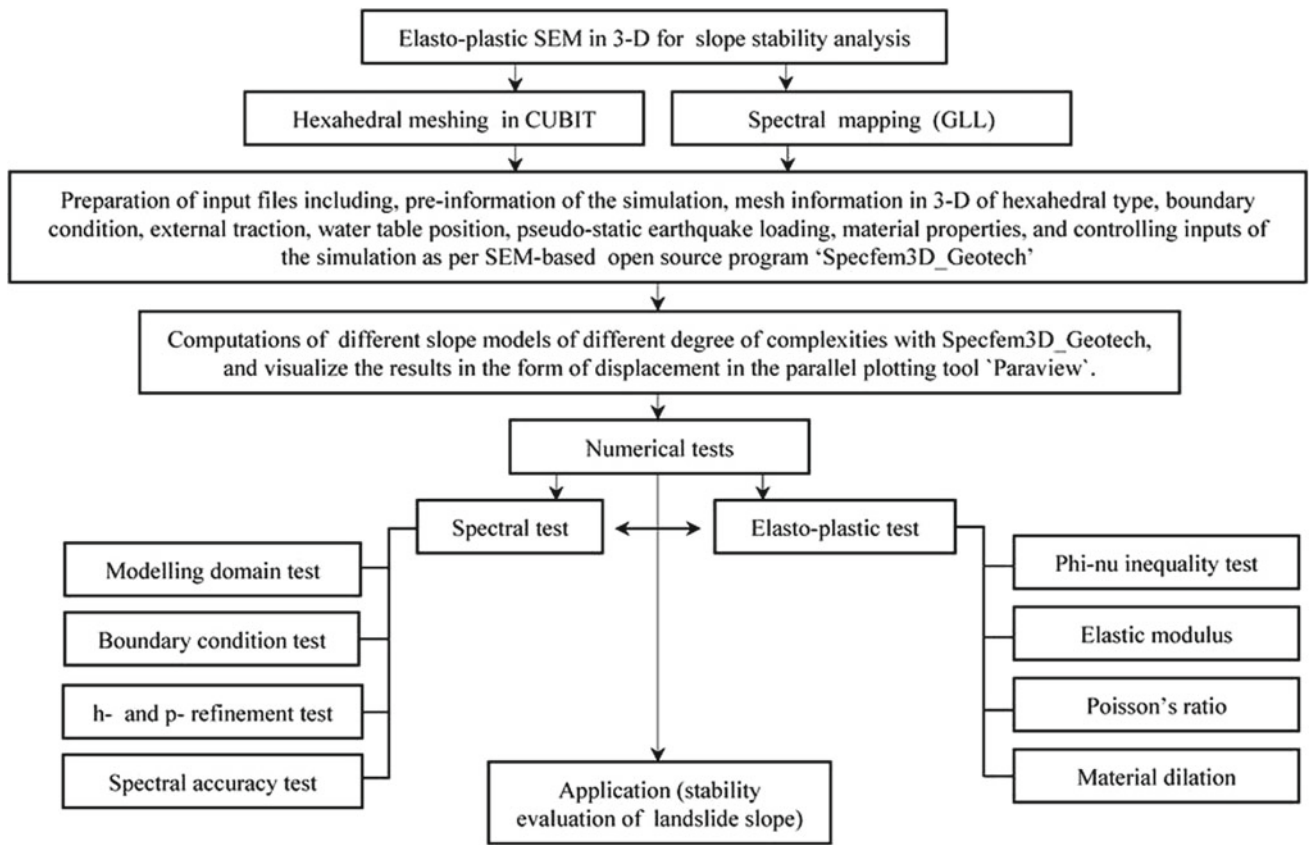 Elasto-plastic SEM in 3-D for slope stability analysis
Hexahedral meshing in CUBIT
Spectral mapping (GLL)
Preparation of input files including, pre-information of the simulation, mesh information in 3-D of hexahedral type, boundary
condition, external traction, water table position, pseudo-static earthquake loading, material properties, and controlling inputs of
the simulation as per SEM-based open source program ‘Specfem3D_Geotech’
Computations of different slope models of different degree of complexities with Specfem3D_Geotech,
and visualize the results in the form of displacement in the parallel plotting tool `Paraview`.
Numerical tests
Spectral test
Elasto-plastic test
Modelling domain test
Boundary condition test
h- and p- refinement test
Spectral accuracy test
Phi-nu inequality test
Elastic modulus
Poisson’s ratio
Material dilation
Application (stability
evaluation of landslide slope)